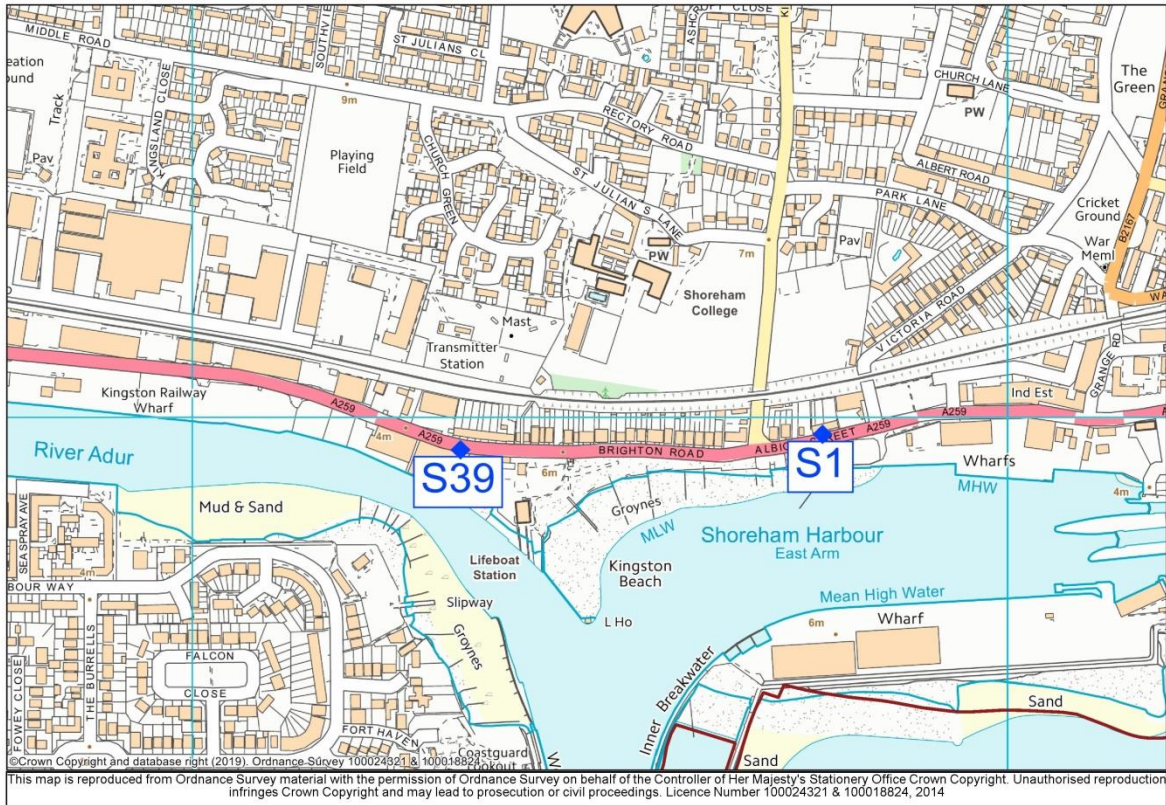 MIDDLE ROAD
KINGSLAND CLOSE
ST JULIANS CL
CHURCH LANE
The
Green
PW
Track
9m
RECTORY ROAD
Pav
Playing
Field
CHURCH GREEN
ST JULIAN'S LANE
ALBERT ROAD
PARK LANE
Cricket
Ground
B2167
War
Meml
PW
7m
Pav
Shoreham
College
VICTORIA ROAD
Mast
Transmitter
Station
GRANGE RD
Ind Est
Kingston Railway
Wharf
A259
4m
A259
BRIGHTON ROAD
A259
S39
S1
6m
River Adur
Wharfs
MHW
4m
Mud & Sand
Groynes
MLW
Shoreham Harbour
East Arm
SEASPRAY AVE
4m
Lifeboat
Station
Kingston
Beach
Mean High Water
Slipway
6m
Wharf
L Ho
THE BURRELLS
Groynes
FALCON
CLOSE
FOWEY CLOSE
Inner Breakwater
Sand
FORT HAVEN
Coastguard
Sand
©Crown Copyright and database right (2019). Ordnance Survey 100024321 & 100018824
This map is reproduced from Ordnance Survey material with the permission of Ordnance Survey on behalf of the Controller of Her Majesty's Stationery Office Crown Copyright. Unauthorised reproduction
infringes Crown Copyright and may lead to prosecution or civil proceedings. Licence Number 100024321 & 100018824, 2014